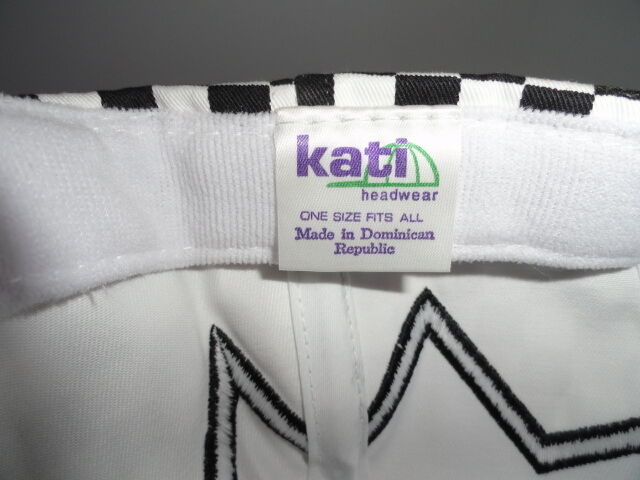 kati
headwear
ONE SIZE FITS ALL
Made in Dominican
Republic